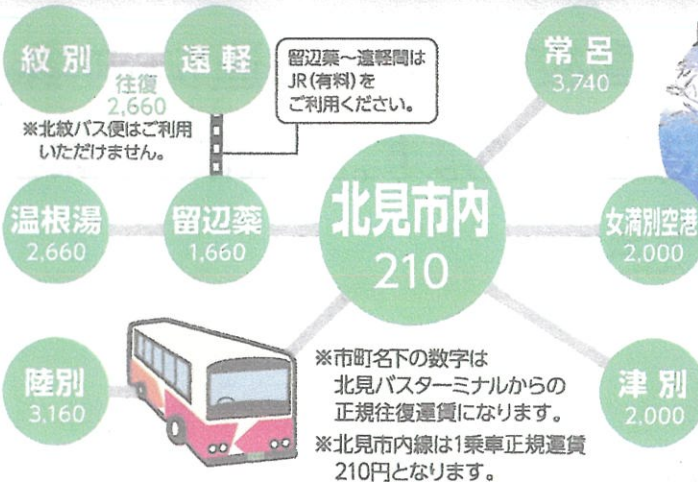 紋別
遠軽
往復
2,660
※北紋バス便はご利用
いただけません。
留辺蘂〜遠軽間は
JR(有料)を
ご利用ください。
常呂
3,740
温根湯
2,660
留辺蘂
1,660
北見市内
210
女満別空港
2,000
陸別
3,160
津別
2,000
※市町名下の数字は
北見バスターミナルからの
正規往復運賃になります。
※北見市内線は1乗車正規運賃
210円となります。